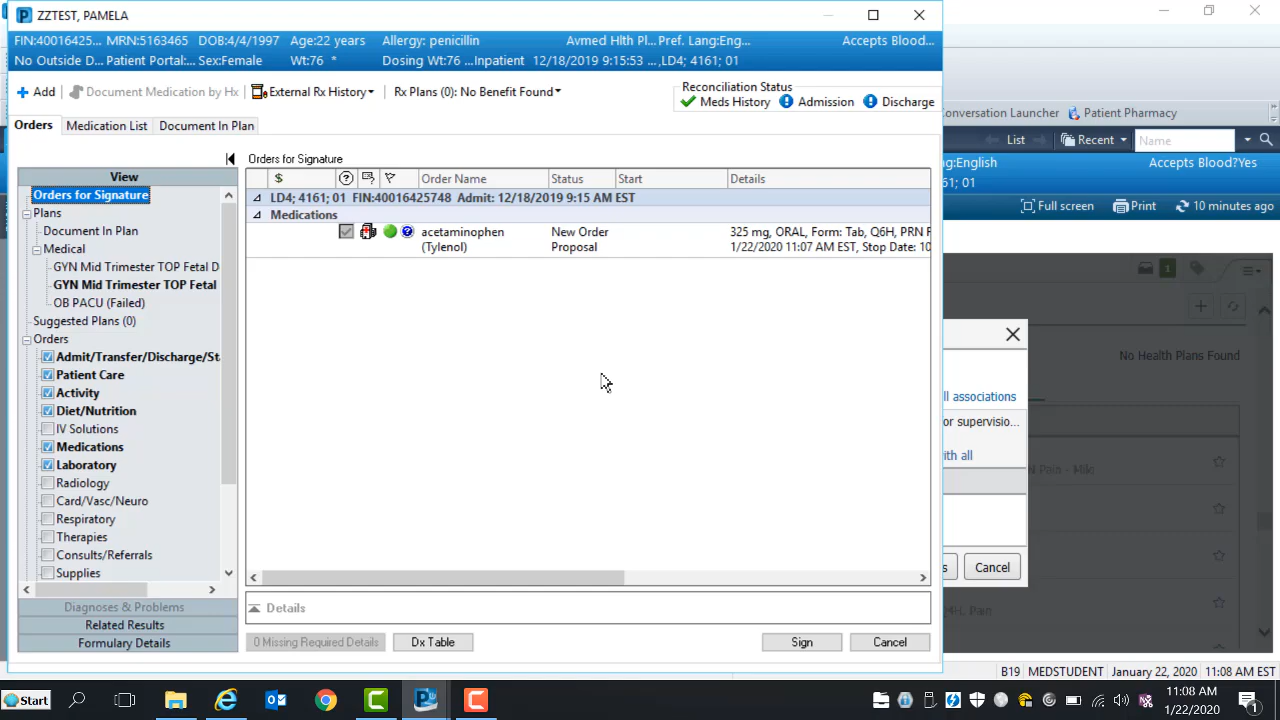 ZZTEST, PAMELA
FIN:40016425... MRN:5163465 DOB:4/4/1997 Age:22 years Allergy: penicillin Avmed Hlth Pl... Pref. Lang:Eng... Accepts Blood...
No Outside D... Patient Portal:... Sex:Female Wt:76 * Dosing Wt:76 ... Inpatient 12/18/2019 9:15:53 ... ,LD4; 4161; 01
Reconciliation Status
Add Document Medication by Hx External Rx History Rx Plans (0): No Benefit Found
Meds History Admission Discharge
Orders Medication List Document In Plan
Orders for Signature
View
$ Order Name Status Start Details
Orders for Signature
LD4; 4161; 01 FIN:40016425748 Admit: 12/18/2019 9:15 AM EST
Plans
Medications
Document In Plan
acetaminophen New Order 325 mg, ORAL, Form: Tab, Q6H, PRN F
(Tylenol) Proposal 1/22/2020 11:07 AM EST, Stop Date: 10
Medical
GYN Mid Trimester TOP Fetal D
GYN Mid Trimester TOP Fetal
OB PACU (Failed)
Suggested Plans (0)
Orders
Admit/Transfer/Discharge/St
Patient Care
Activity
Diet/Nutrition
IV Solutions
Medications
Laboratory
Radiology
Card/Vasc/Neuro
Respiratory
Therapies
Consults/Referrals
Supplies
Diagnoses & Problems
Related Results
Formulary Details
Details
0 Missing Required Details Dx Table Sign Cancel
onversation Launcher Patient Pharmacy
List Recent Name
g:English Accepts Blood?Yes
; 01
Full screen Print 10 minutes ago
1
No Health Plans Found
ll associations
or supervisio...
ith all
l Pain - Mild
s Cancel
4H, Pain
B19 MEDSTUDENT January 22, 2020 11:08 AM EST
Start
11:08 AM
1/22/2020
1